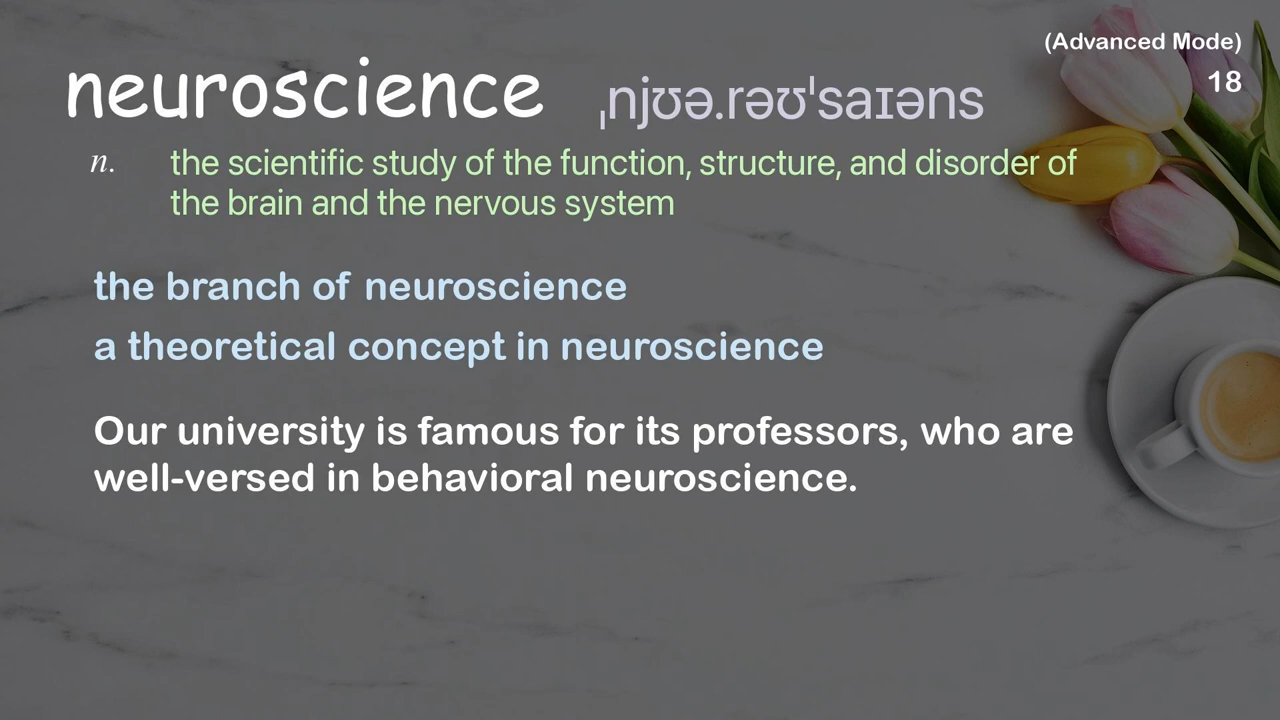 (Advanced Mode)
18
neuroscience ˌnjʊə.rəʊˈsaɪəns
n. the scientific study of the function, structure, and disorder of
the brain and the nervous system
the branch of neuroscience
a theoretical concept in neuroscience
Our university is famous for its professors, who are
well-versed in behavioral neuroscience.